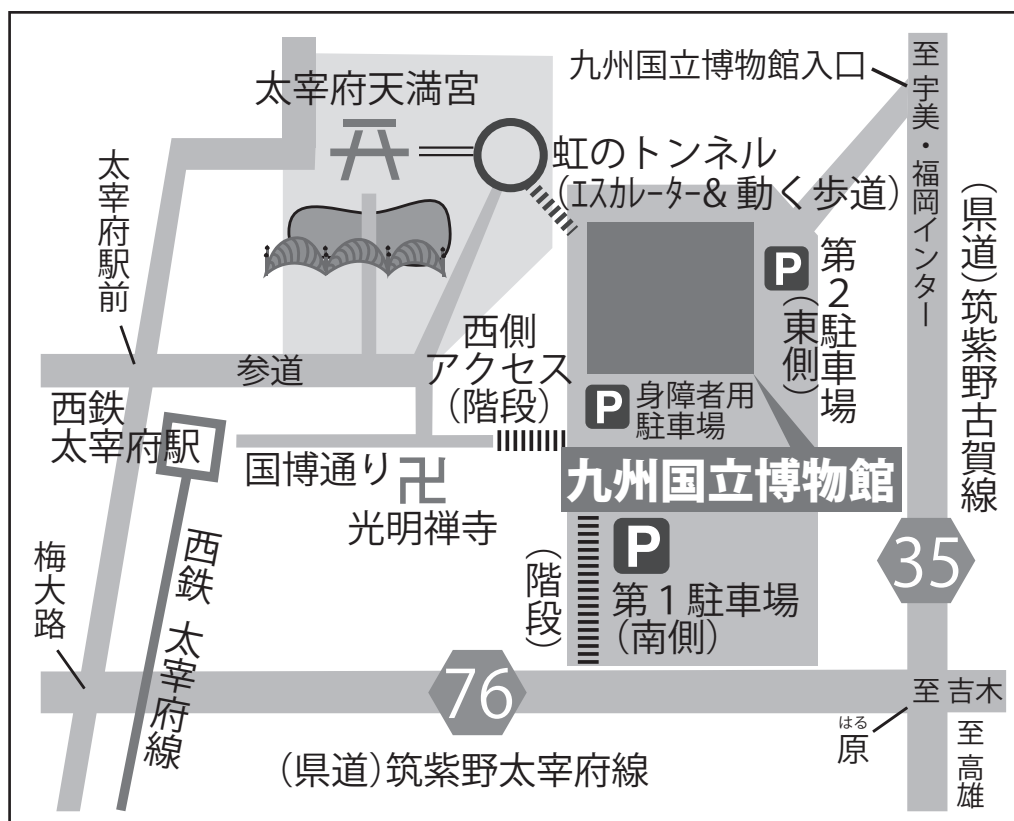 太宰府天満宮
九州国立博物館入口
至 宇美・福岡インター
虹のトンネル
(エスカレーター& 動く歩道)
太宰府駅前
(県道)筑紫野古賀線
P
第2駐車場
(東側)
西側
アクセス
(階段)
参道
西鉄
太宰府駅
P
身障者用
駐車場
国博通り
九州国立博物館
卍
光明禅寺
P
第1駐車場
(南側)
(階段)
35
西鉄 太宰府線
梅大路
76
至 吉木
はる
原
至 高雄
(県道)筑紫野太宰府線